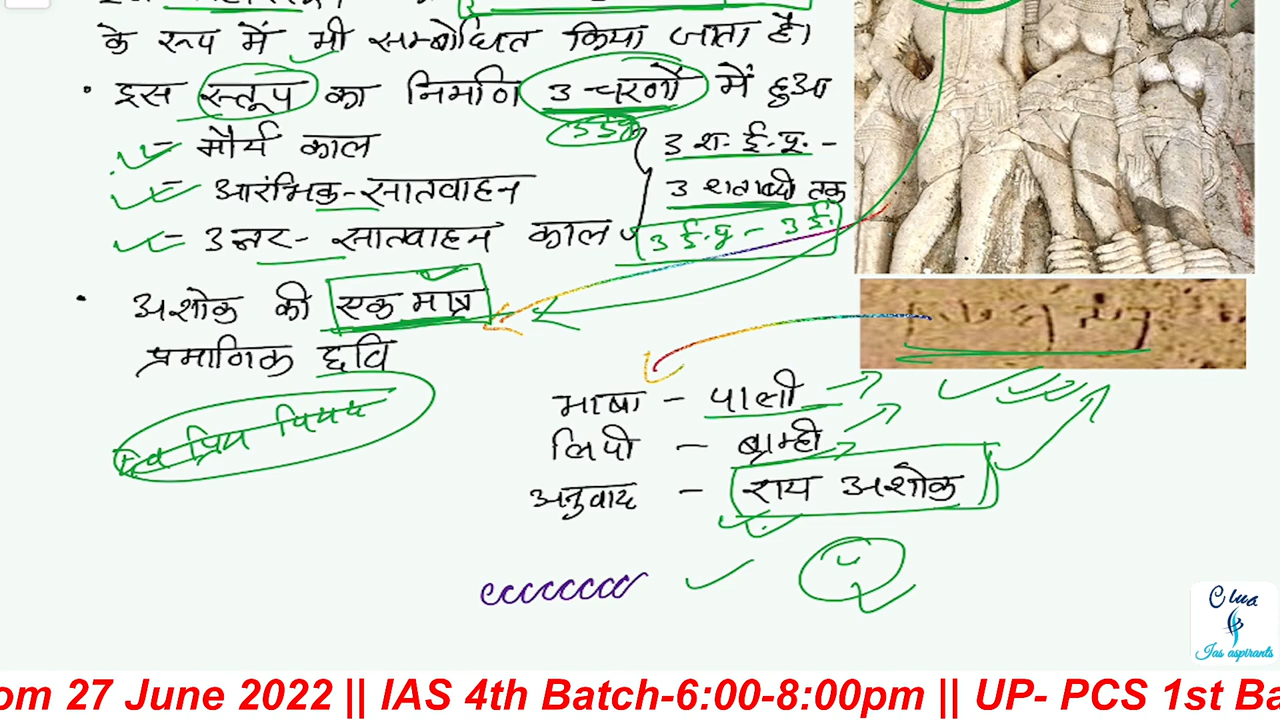 के रूप में भी सम्बोधित किया जाता है।
• इस स्तूप का निर्माण 3 चरणों में हुआ
- मौर्य काल
3 श. ई. पू. -
- आरंभिक-सातवाहन
3 शताब्दी तक
- उत्तर- सातवाहन काल
3 ई.पू - 3 ई.
• अशोक की एक मात्र
प्रमाणिक छवि
भाषा - पाली
लिपी - ब्राम्ही
अनुवाद - राय अशोक
Clue
Ias aspirants
om 27 June 2022 || IAS 4th Batch-6:00-8:00pm || UP- PCS 1st Ba